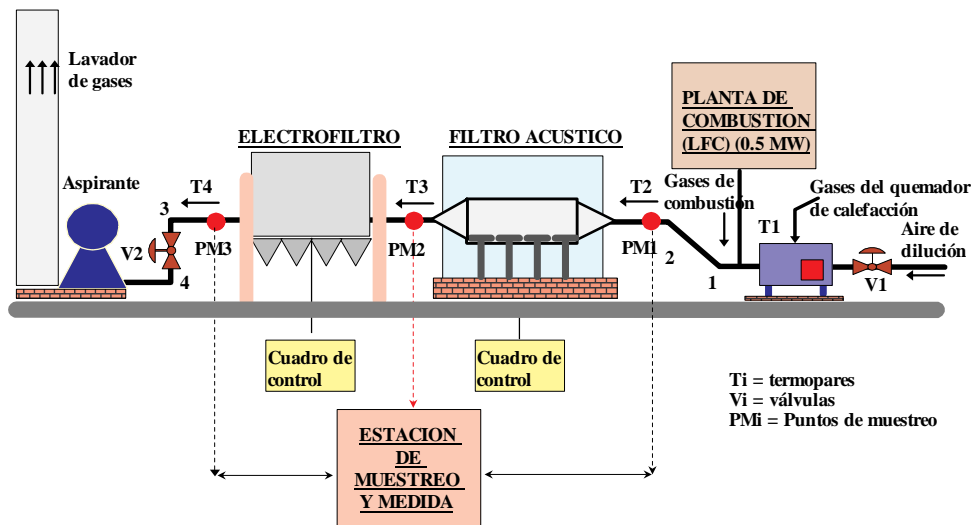 Lavador
de gases
PLANTA DE
COMBUSTION
(LFC) (0.5 MW)
ELECTROFILTRO
FILTRO ACUSTICO
Aspirante
T4
T3
T2
Gases de
combustión
Gases del quemador
de calefacción
T1
Aire de
dilución
3
V2
4
PM3
PM2
PM1
2
1
V1
Cuadro de
control
Cuadro de
control
Ti = termopares
Vi = válvulas
PMi = Puntos de muestreo
ESTACION
DE
MUESTREO
Y MEDIDA